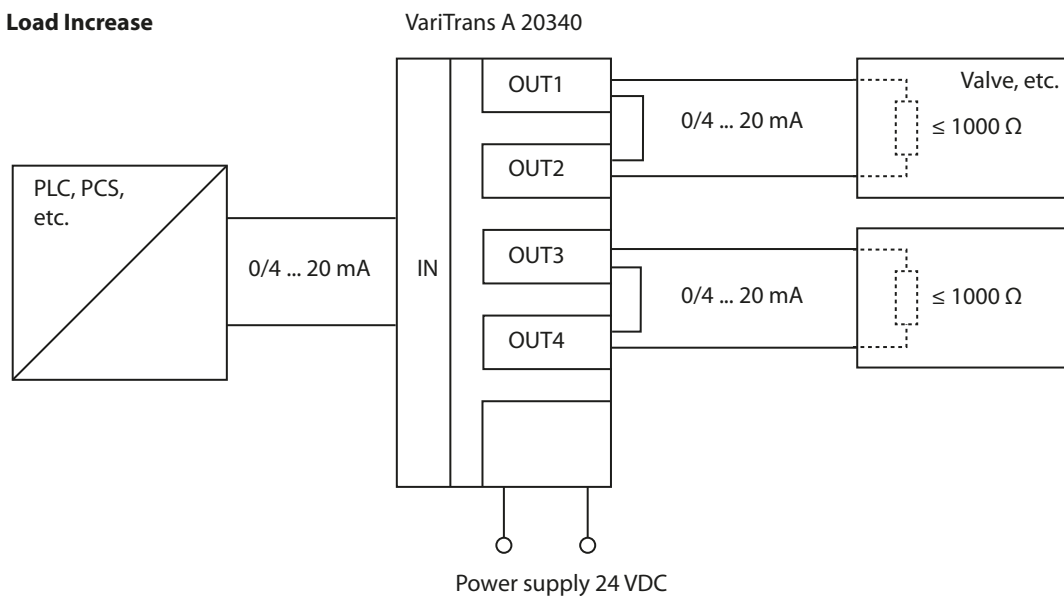 Load Increase
VariTrans A 20340
PLC, PCS,
etc.
0/4 ... 20 mA
IN
OUT1
OUT2
OUT3
OUT4
0/4 ... 20 mA
Valve, etc.
≤ 1000 Ω
0/4 ... 20 mA
≤ 1000 Ω
Power supply 24 VDC